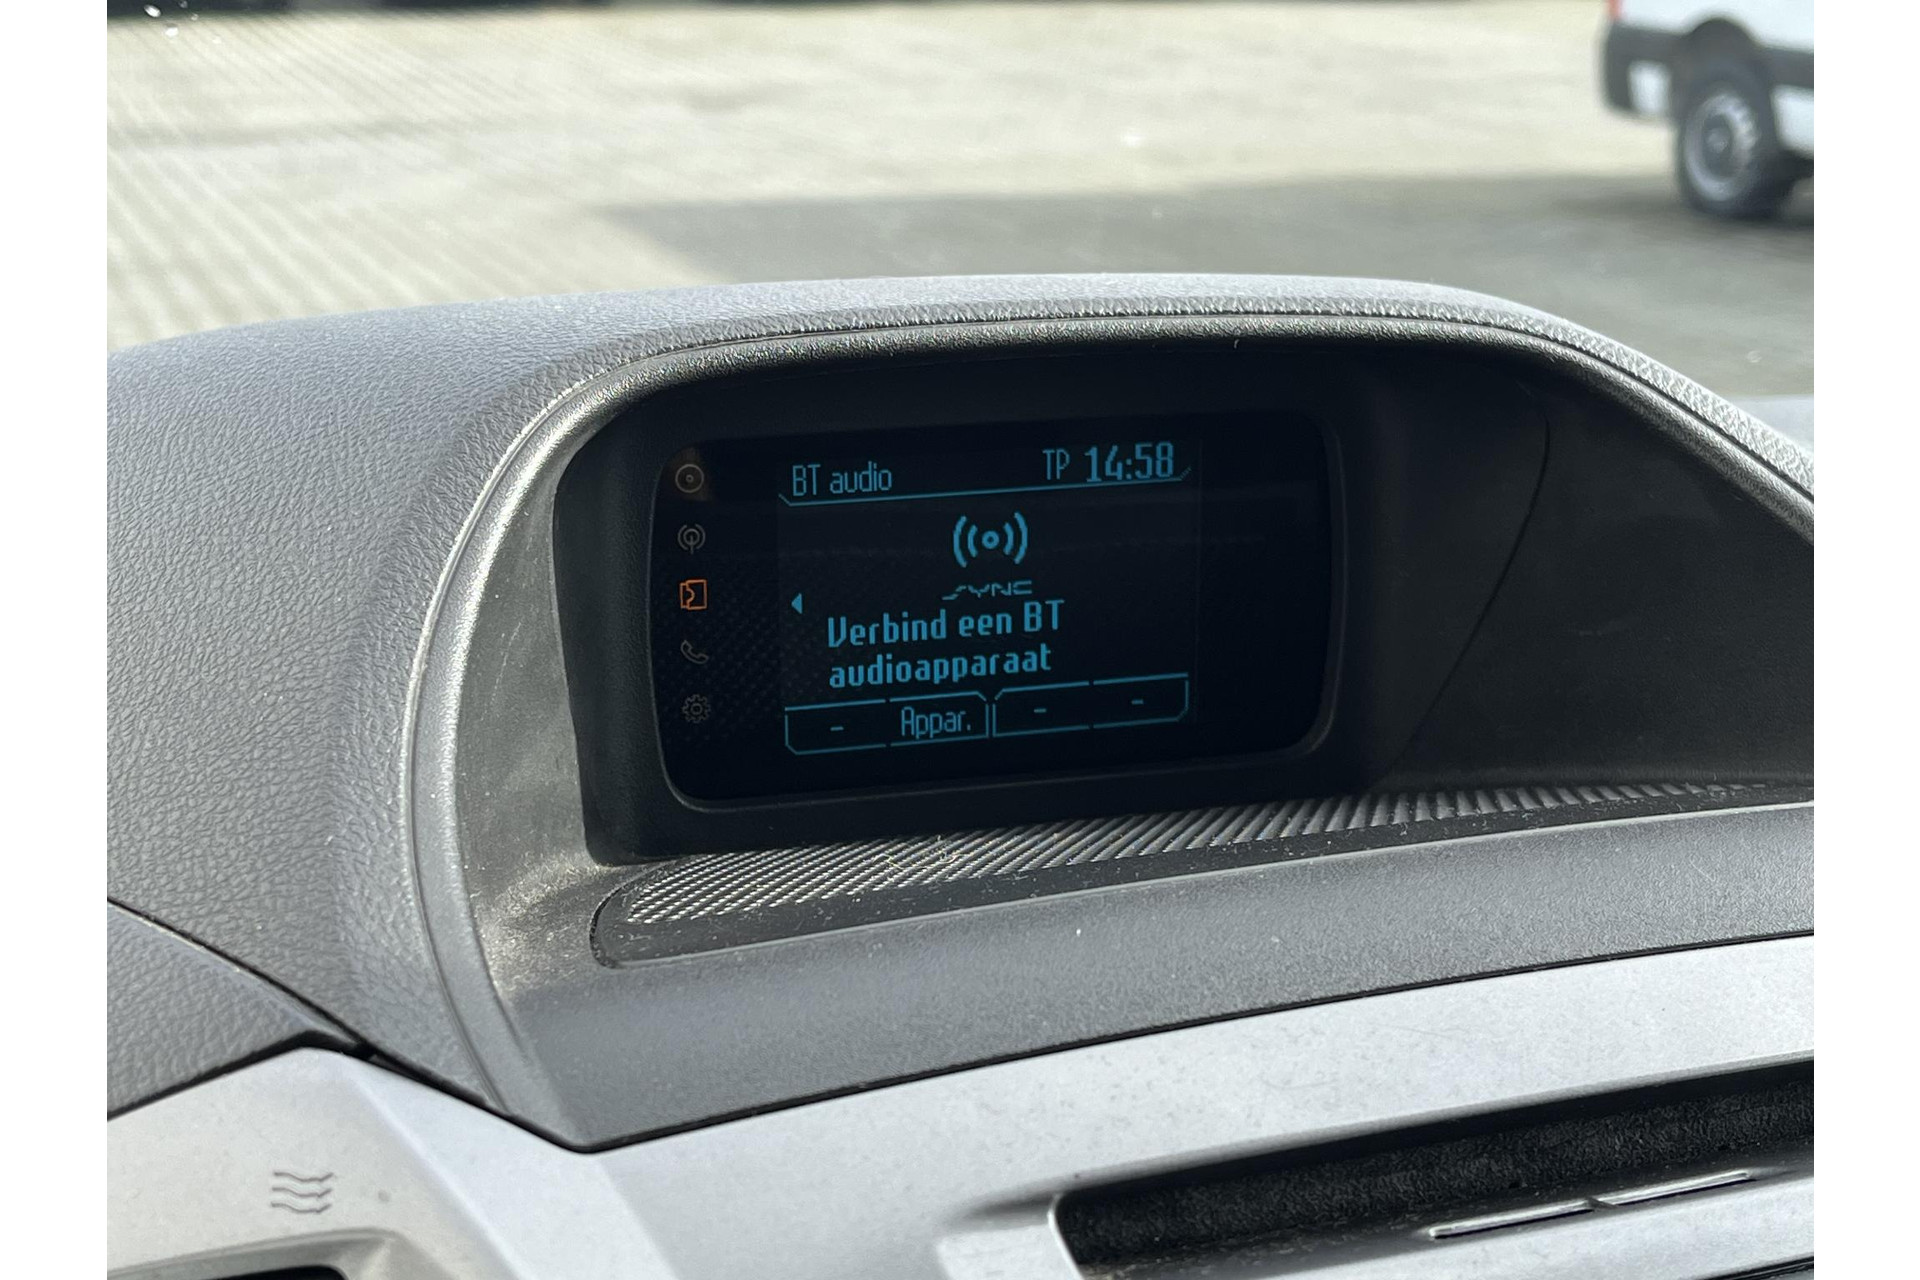 BT audio TP 14:58
SYNC
Verbind een BT
audioapparaat
- Appar. - -